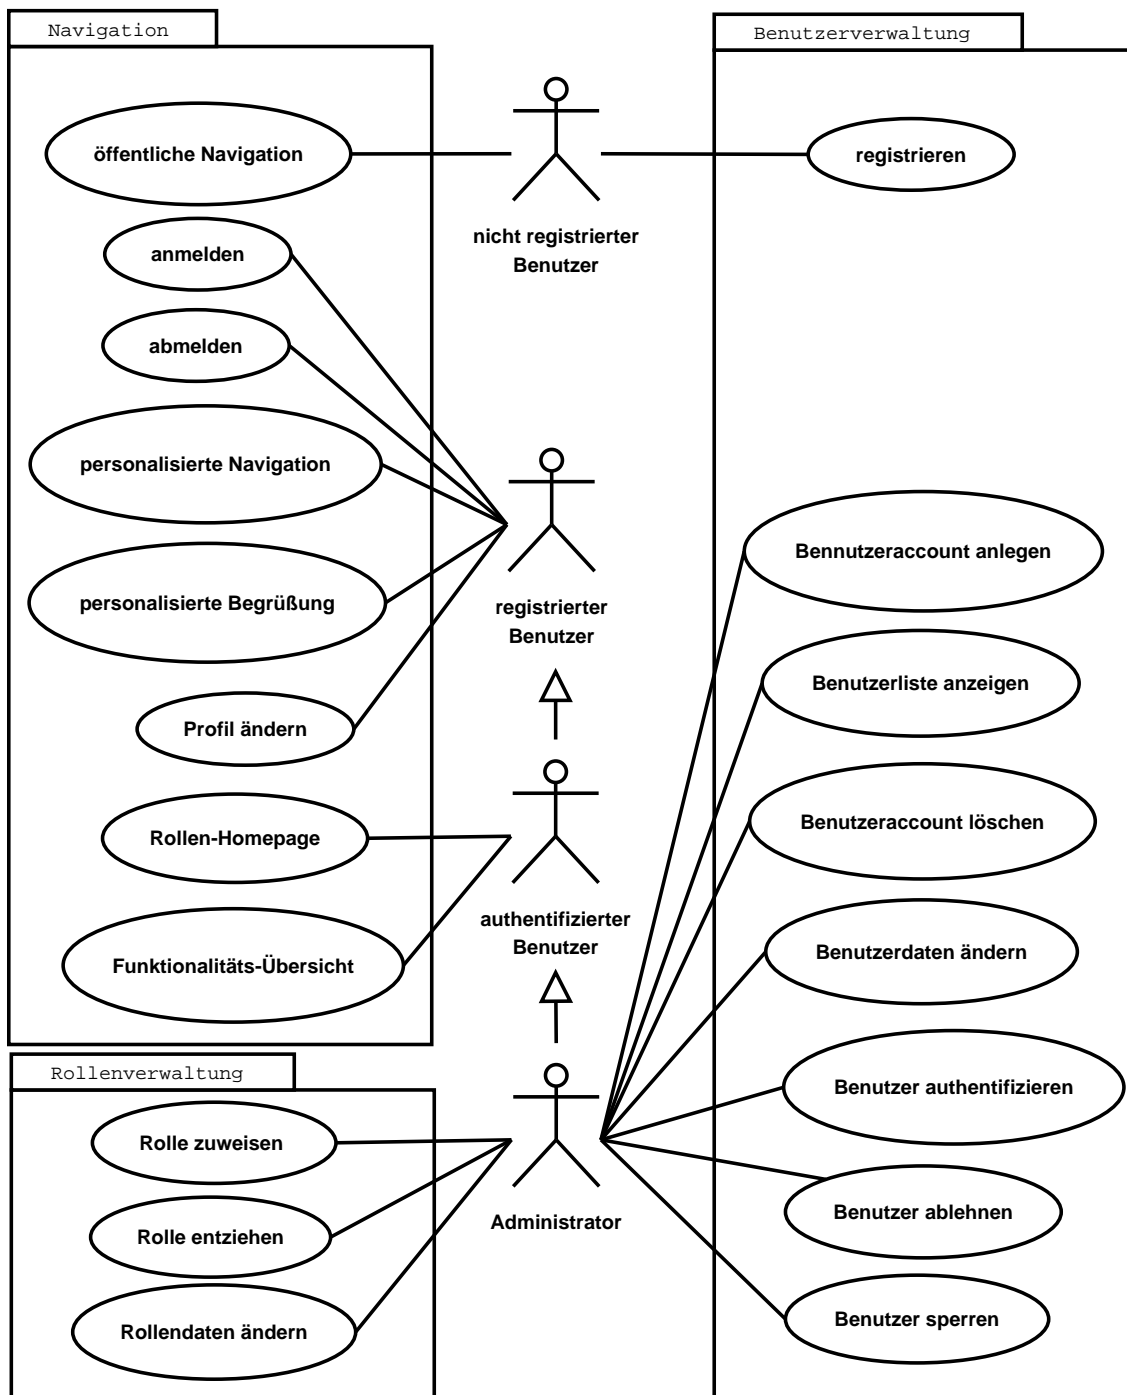 Navigation
Benutzerverwaltung
öffentliche Navigation
registrieren
nicht registrierter
Benutzer
anmelden
abmelden
personalisierte Navigation
personalisierte Begrüßung
Profil ändern
registrierter
Benutzer
Bennutzeraccount anlegen
Benutzerliste anzeigen
Benutzeraccount löschen
Rollen-Homepage
Funktionalitäts-Übersicht
authentifizierter
Benutzer
Benutzerdaten ändern
Benutzer authentifizieren
Benutzer ablehnen
Benutzer sperren
Rollenverwaltung
Rolle zuweisen
Rolle entziehen
Rollendaten ändern
Administrator